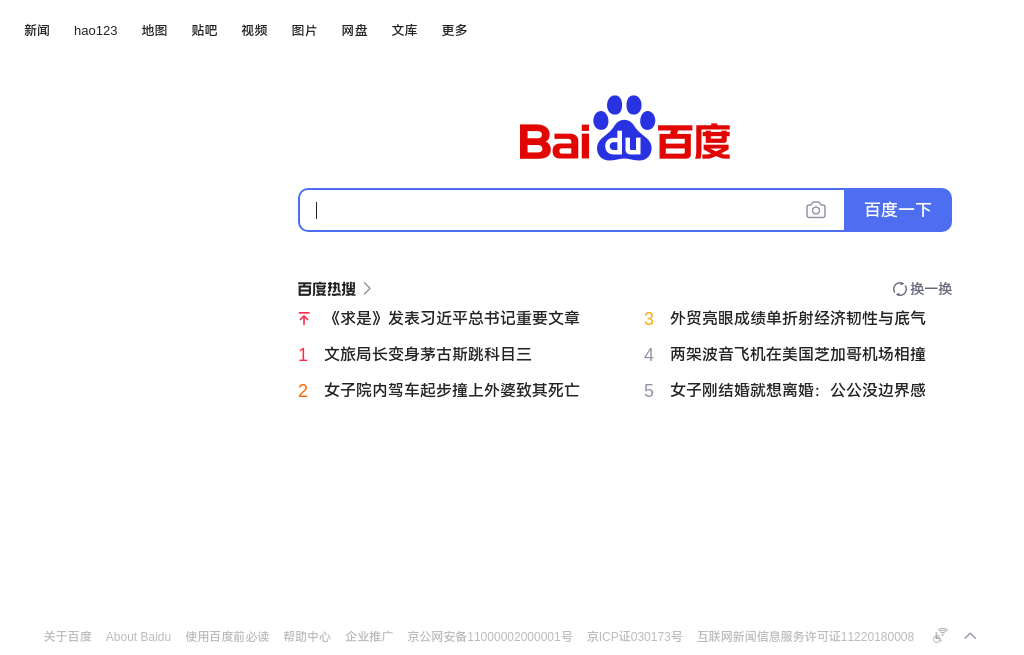 新闻 hao123 地图 贴吧 视频 图片 网盘 文库 更多
Bai du 百度
百度一下
百度热搜 换一换
《求是》发表习近平总书记重要文章
3 外贸亮眼成绩单折射经济韧性与底气
1 文旅局长变身茅古斯跳科目三
4 两架波音飞机在美国芝加哥机场相撞
2 女子院内驾车起步撞上外婆致其死亡
5 女子刚结婚就想离婚：公公没边界感
关于百度 About Baidu 使用百度前必读 帮助中心 企业推广 京公网安备11000002000001号 京ICP证030173号 互联网新闻信息服务许可证11220180008